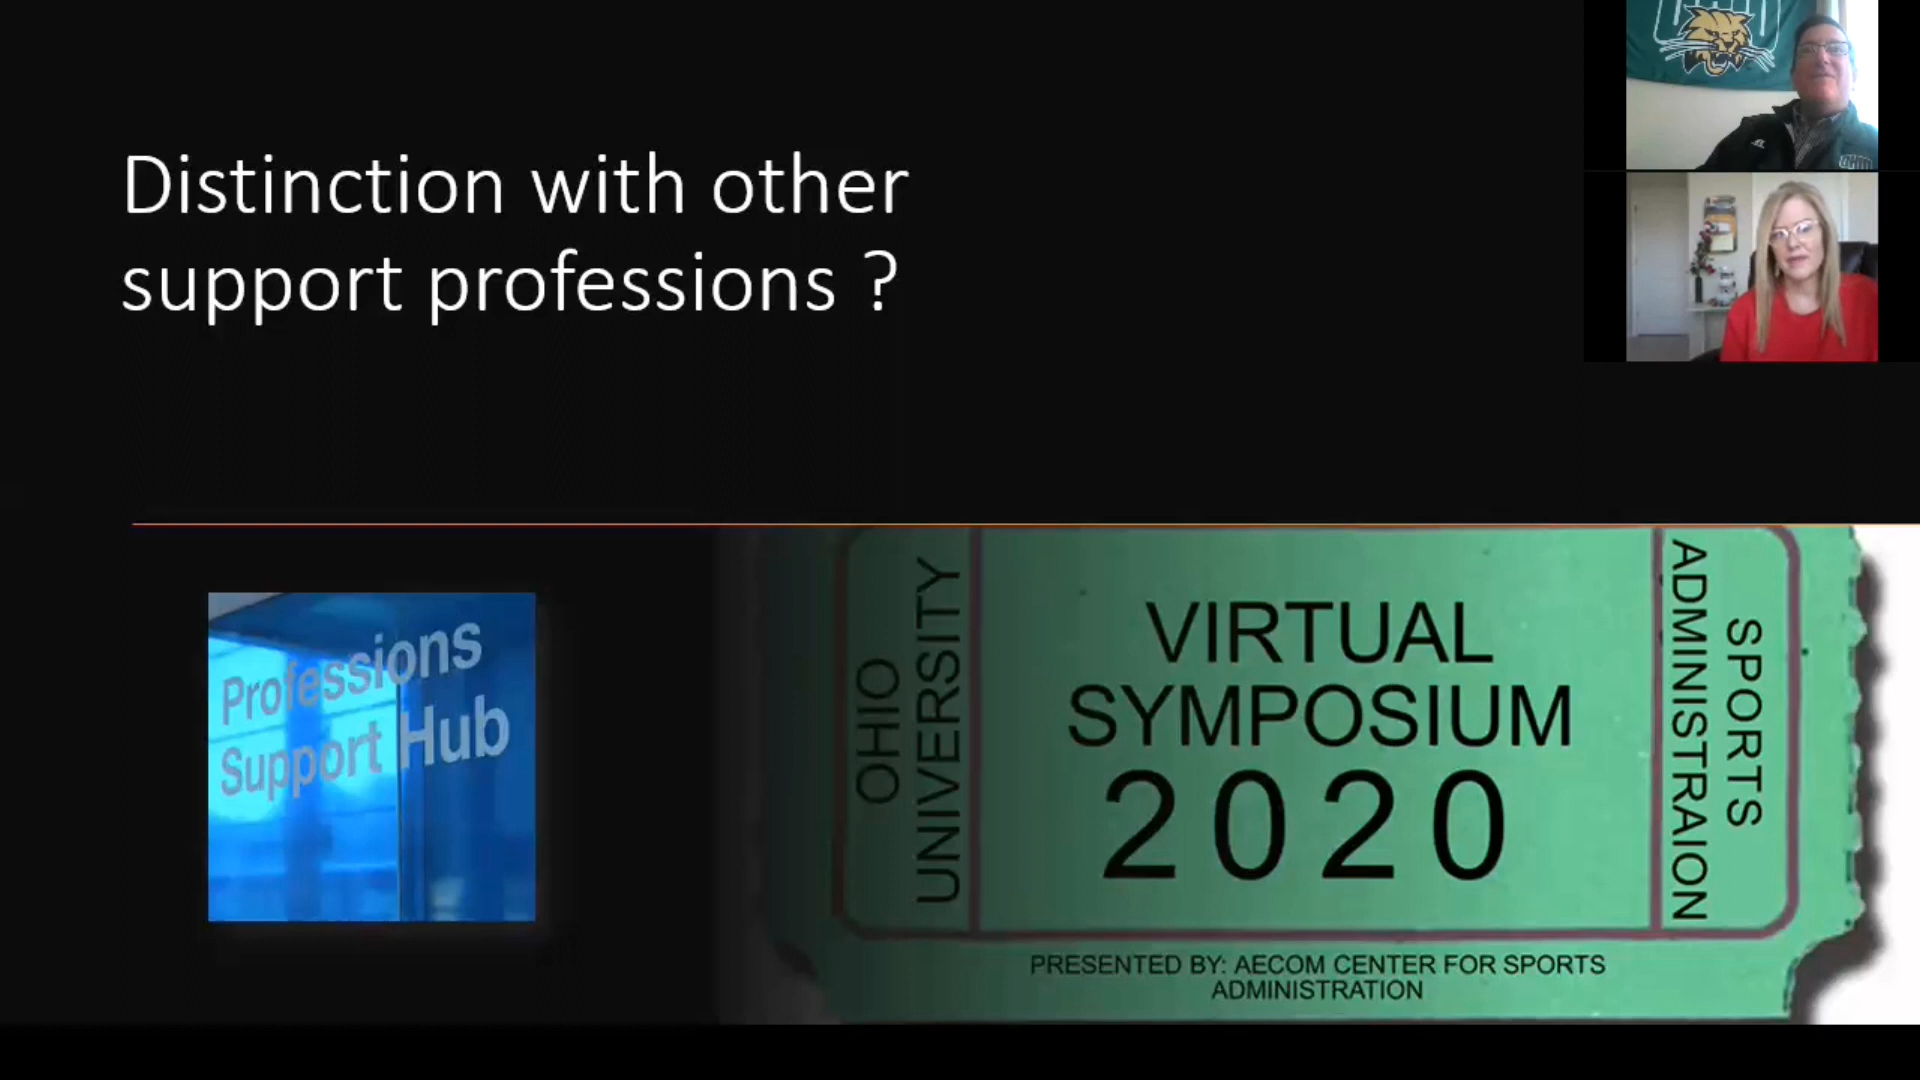 Distinction with other
support professions ?
Professions
Support Hub
OHIO
UNIVERSITY
VIRTUAL
SYMPOSIUM
2020
SPORTS
ADMINISTRAION
PRESENTED BY: AECOM CENTER FOR SPORTS
ADMINISTRATION
OHIO